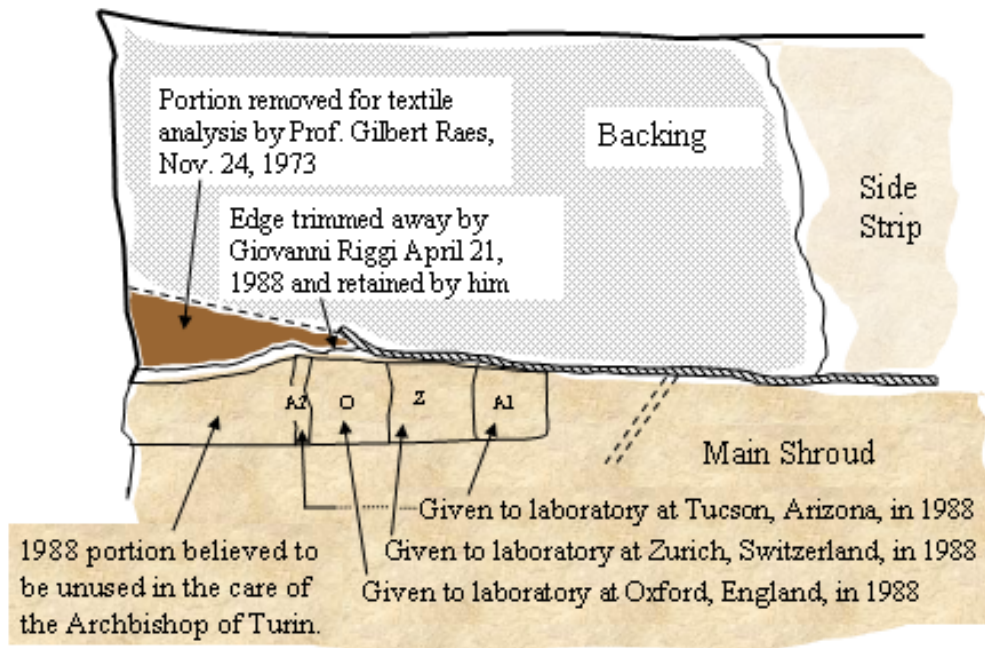 Portion removed for textile
analysis by Prof. Gilbert Raes,
Nov. 24, 1973
Backing
Side
Strip
Edge trimmed away by
Giovanni Riggi April 21,
1988 and retained by him
A2
O
Z
A1
Main Shroud
Given to laboratory at Tucson, Arizona, in 1988
Given to laboratory at Zurich, Switzerland, in 1988
Given to laboratory at Oxford, England, in 1988
1988 portion believed to
be unused in the care of
the Archbishop of Turin.